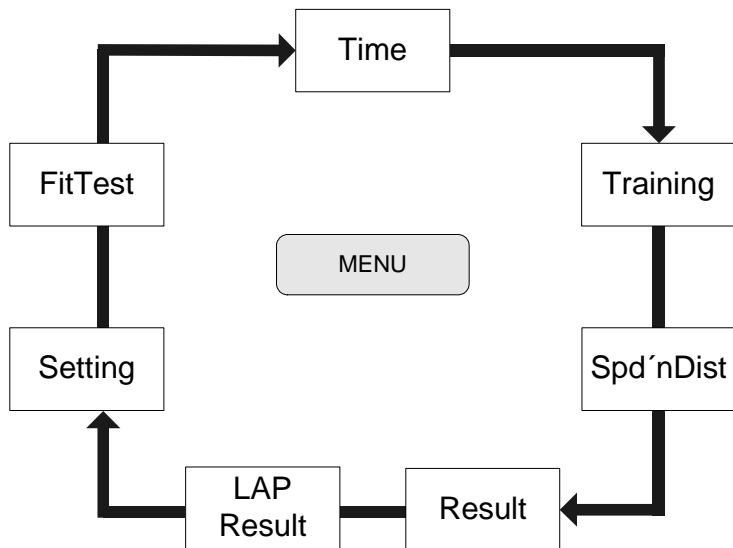 Time
FitTest
Training
MENU
Setting
Spd´nDist
LAP
Result
Result